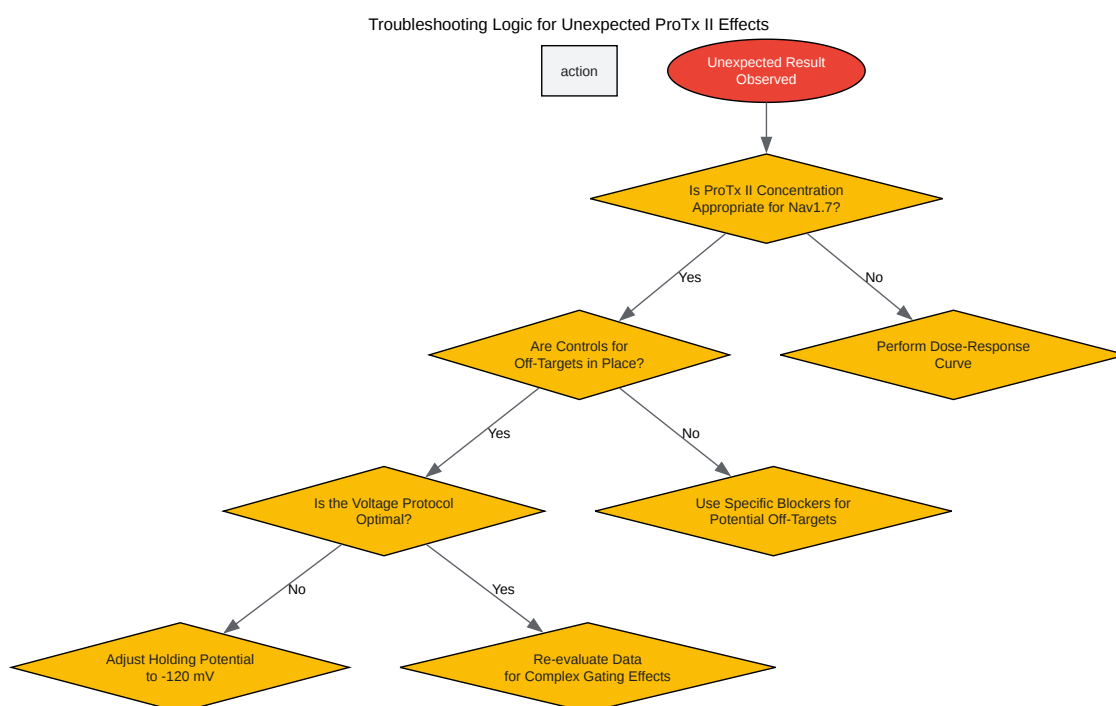 Troubleshooting Logic for Unexpected ProTx II Effects
action
Unexpected Result
Observed
Is ProTx II Concentration
Appropriate for Nav1.7?
Yes
No
Are Controls for
Off-Targets in Place?
Perform Dose-Response
Curve
Yes
No
Is the Voltage Protocol
Optimal?
Use Specific Blockers for
Potential Off-Targets
No
Yes
Adjust Holding Potential
to -120 mV
Re-evaluate Data
for Complex Gating Effects